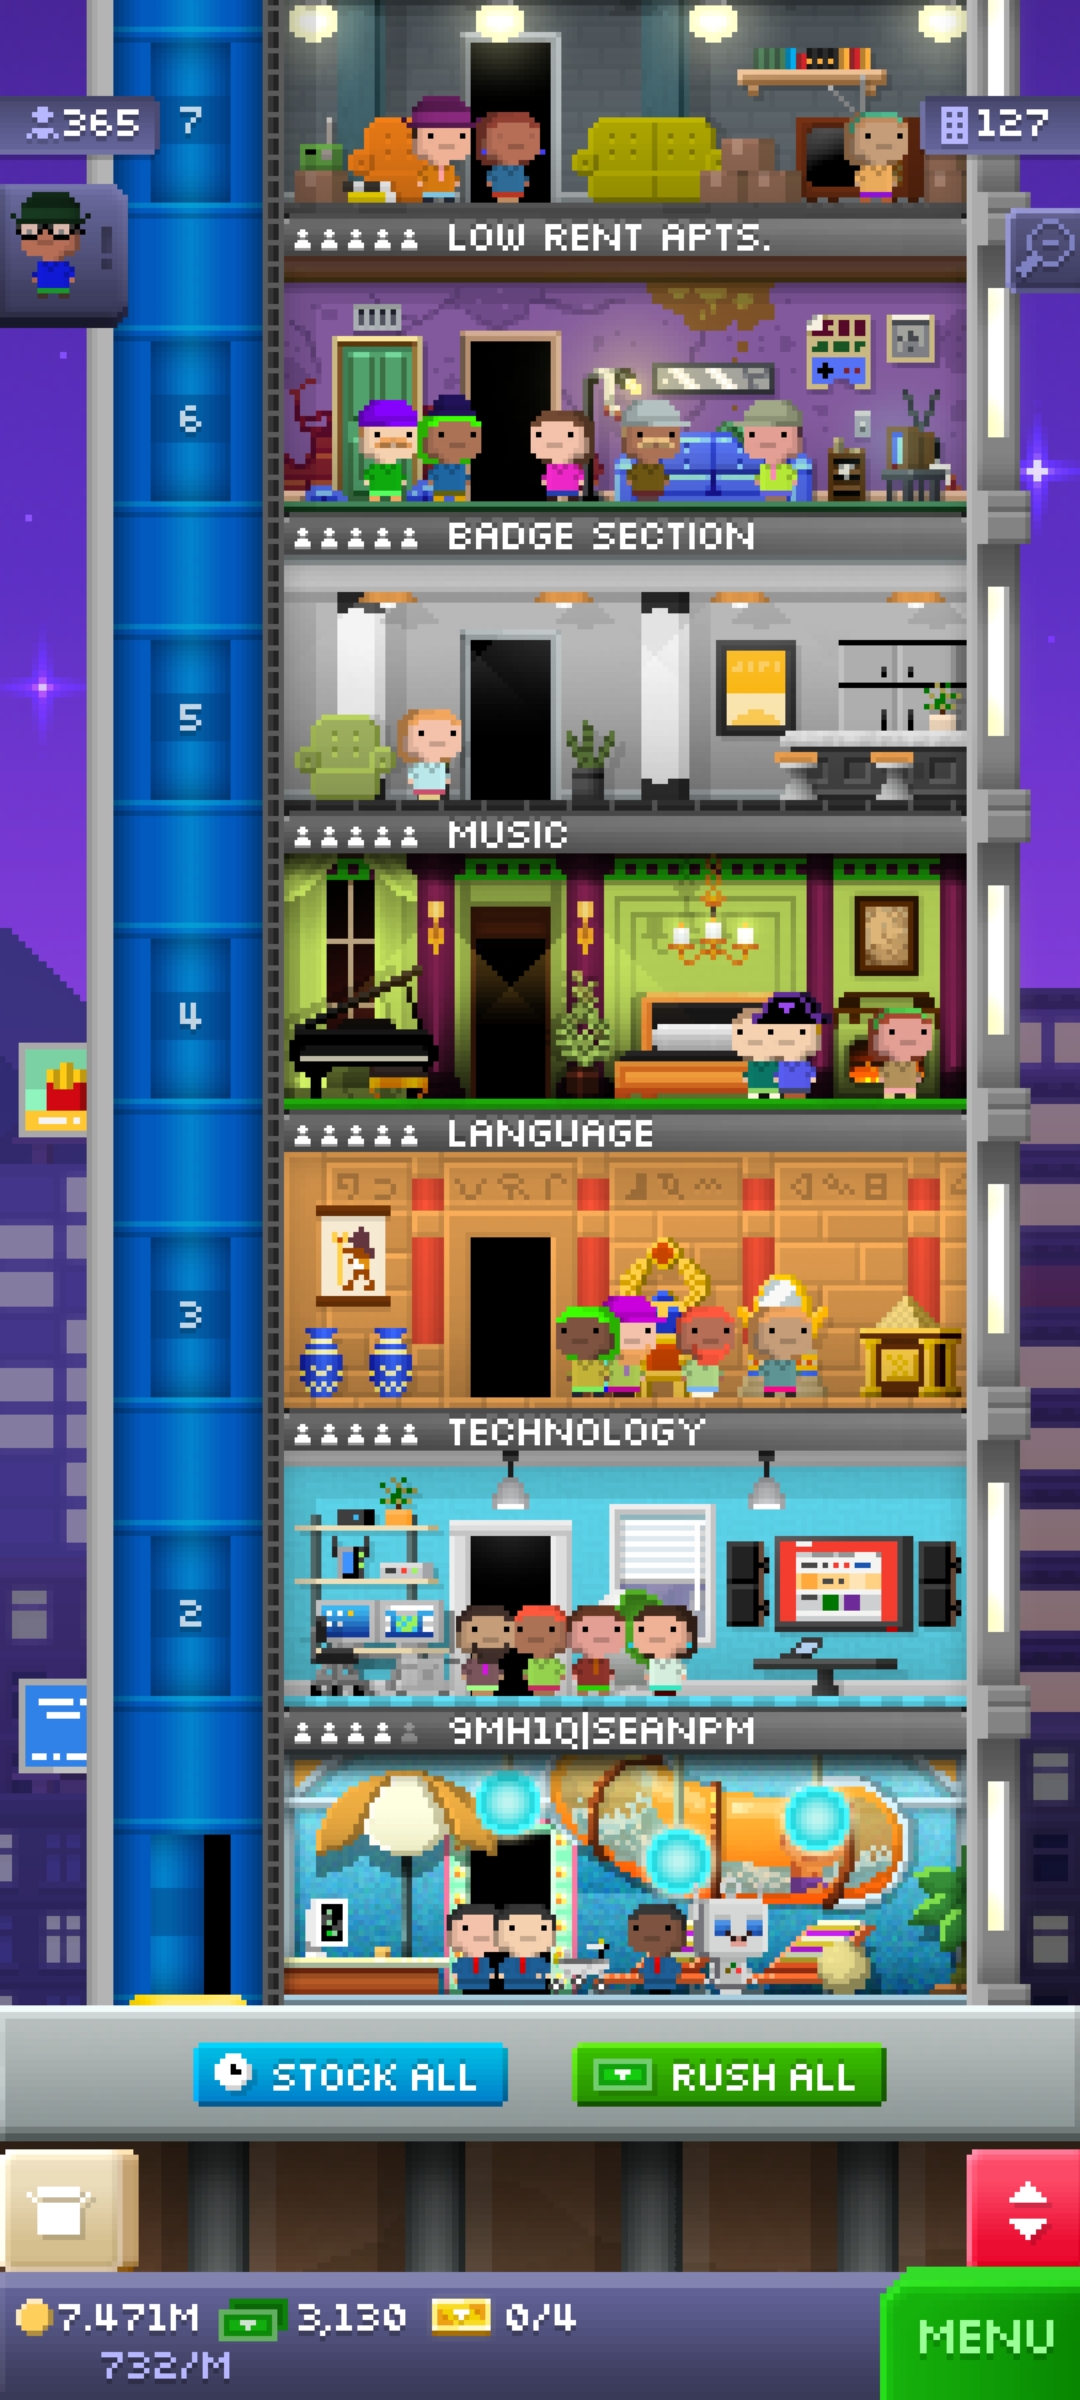 365
7
127
LOW RENT APTS.
6
BADGE SECTION
5
MUSIC
4
LANGUAGE
3
TECHNOLOGY
2
9MH1Q|SEANPM
STOCK ALL
RUSH ALL
7.471M
3,130
0/4
732/M
MENU